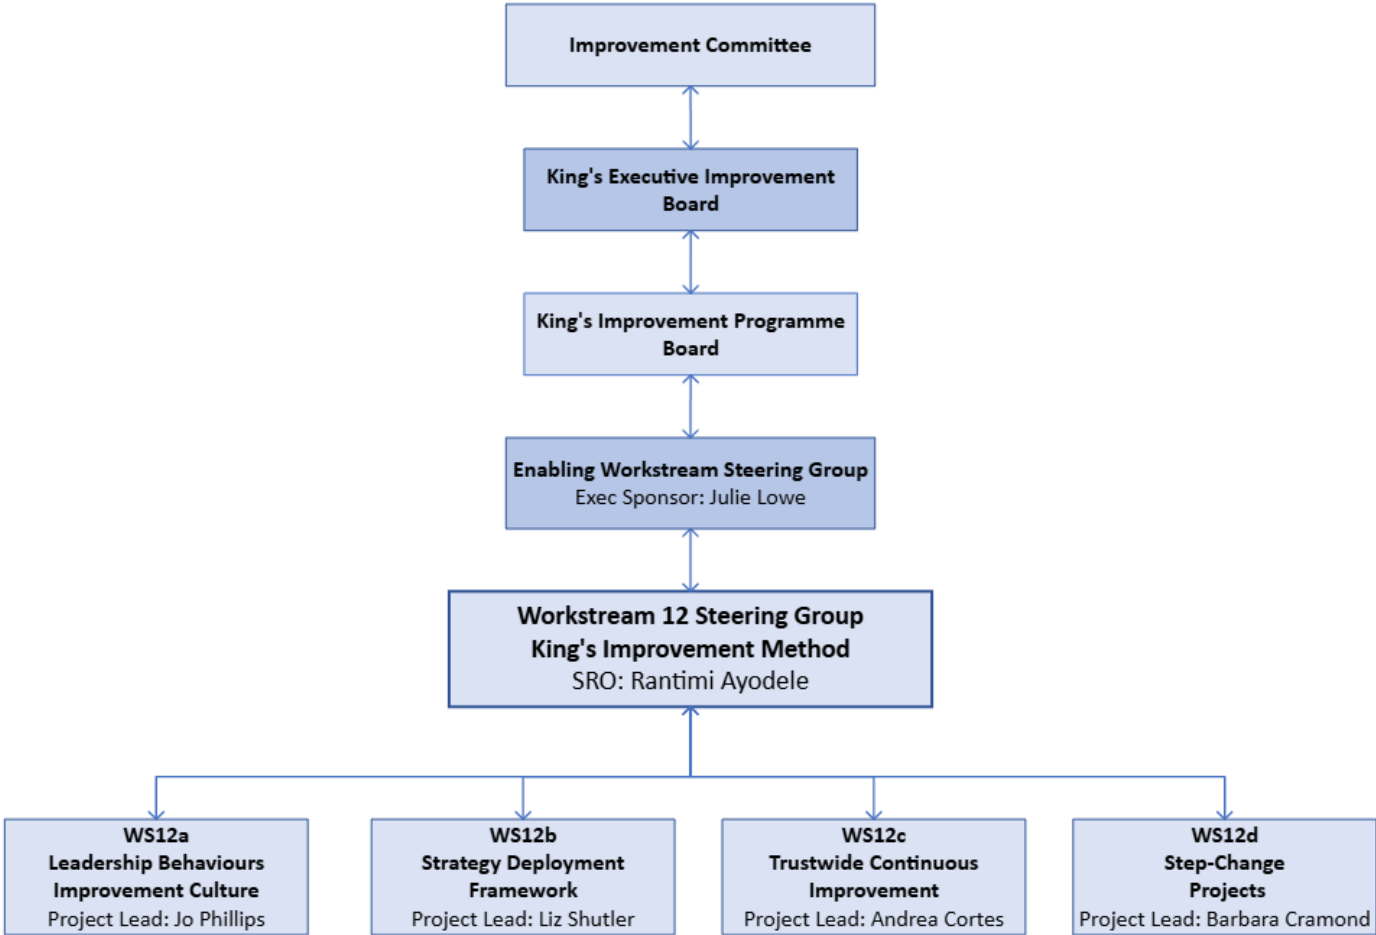 Improvement Committee
King's Executive Improvement
Board
King's Improvement Programme
Board
Enabling Workstream Steering Group
Exec Sponsor: Julie Lowe
Workstream 12 Steering Group
King's Improvement Method
SRO: Rantimi Ayodele
WS12a
Leadership Behaviours
Improvement Culture
Project Lead: Jo Phillips
WS12b
Strategy Deployment
Framework
Project Lead: Liz Shutler
WS12c
Trustwide Continuous
Improvement
Project Lead: Andrea Cortes
WS12d
Step-Change
Projects
Project Lead: Barbara Cramond